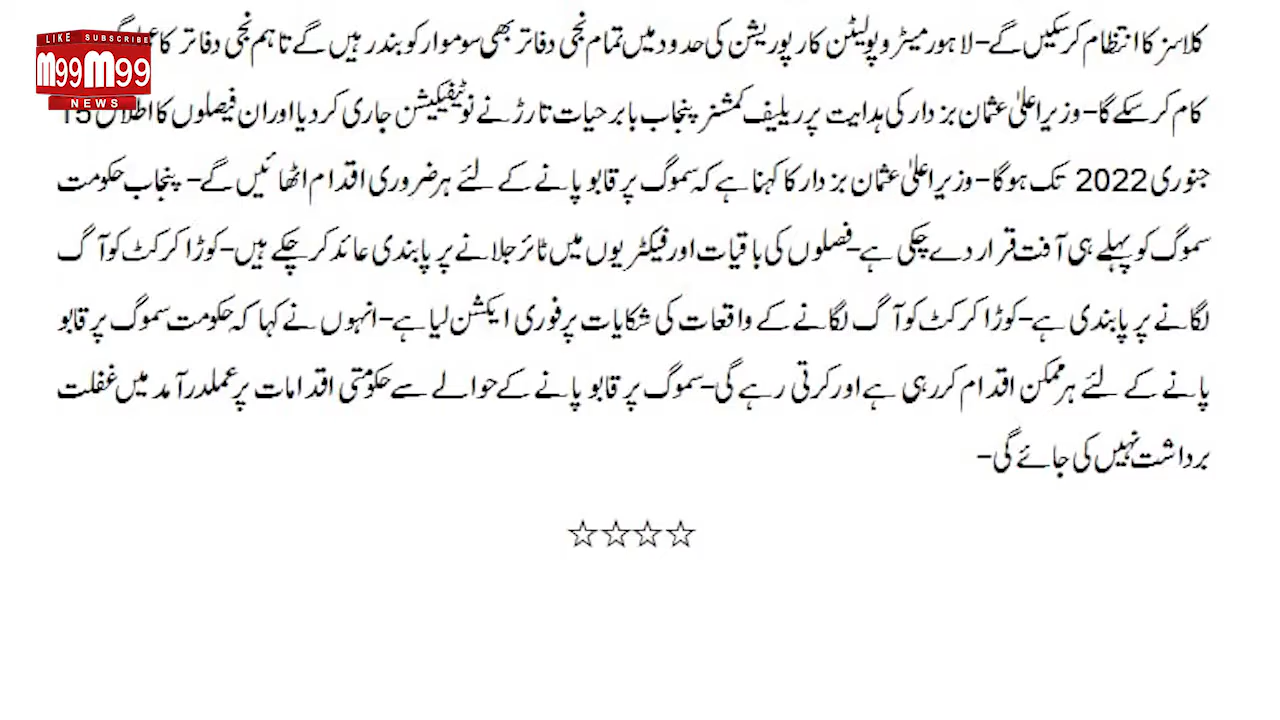 LIKE SUBSCRIBE
m99m99
NEWS
کلاسز کا انتظام کرسکیں گے- لاہور میٹروپولیٹن کارپوریشن کی حدود میں تمام نجی دفاتر بھی سوموار کو بند رہیں گے تاہم نجی دفاتر کا
کام کر سکے گا- وزیراعلیٰ عثمان بزدار کی ہدایت پر ریلیف کمشنر پنجاب بابر حیات تارڑ نے نوٹیفکیشن جاری کر دیا اور ان فیصلوں کا اطلاق 15
جنوری 2022 تک ہوگا- وزیراعلیٰ عثمان بزدار کا کہنا ہے کہ سموگ پر قابو پانے کے لئے ہر ضروری اقدام اٹھائیں گے- پنجاب حکومت
سموگ کو پہلے ہی آفت قرار دے چکی ہے- فصلوں کی باقیات اور فیکٹریوں میں ٹائر جلانے پر پابندی عائد کر چکے ہیں- کوڑا کرکٹ کو آگ
لگانے پر پابندی ہے- کوڑا کرکٹ کو آگ لگانے کے واقعات کی شکایات پر فوری ایکشن لیا ہے- انہوں نے کہا کہ حکومت سموگ پر قابو
پانے کے لئے ہر ممکن اقدام کر رہی ہے اور کرتی رہے گی- سموگ پر قابو پانے کے حوالے سے حکومتی اقدامات پر عملدرآمد میں غفلت
برداشت نہیں کی جائے گی-
☆☆☆☆